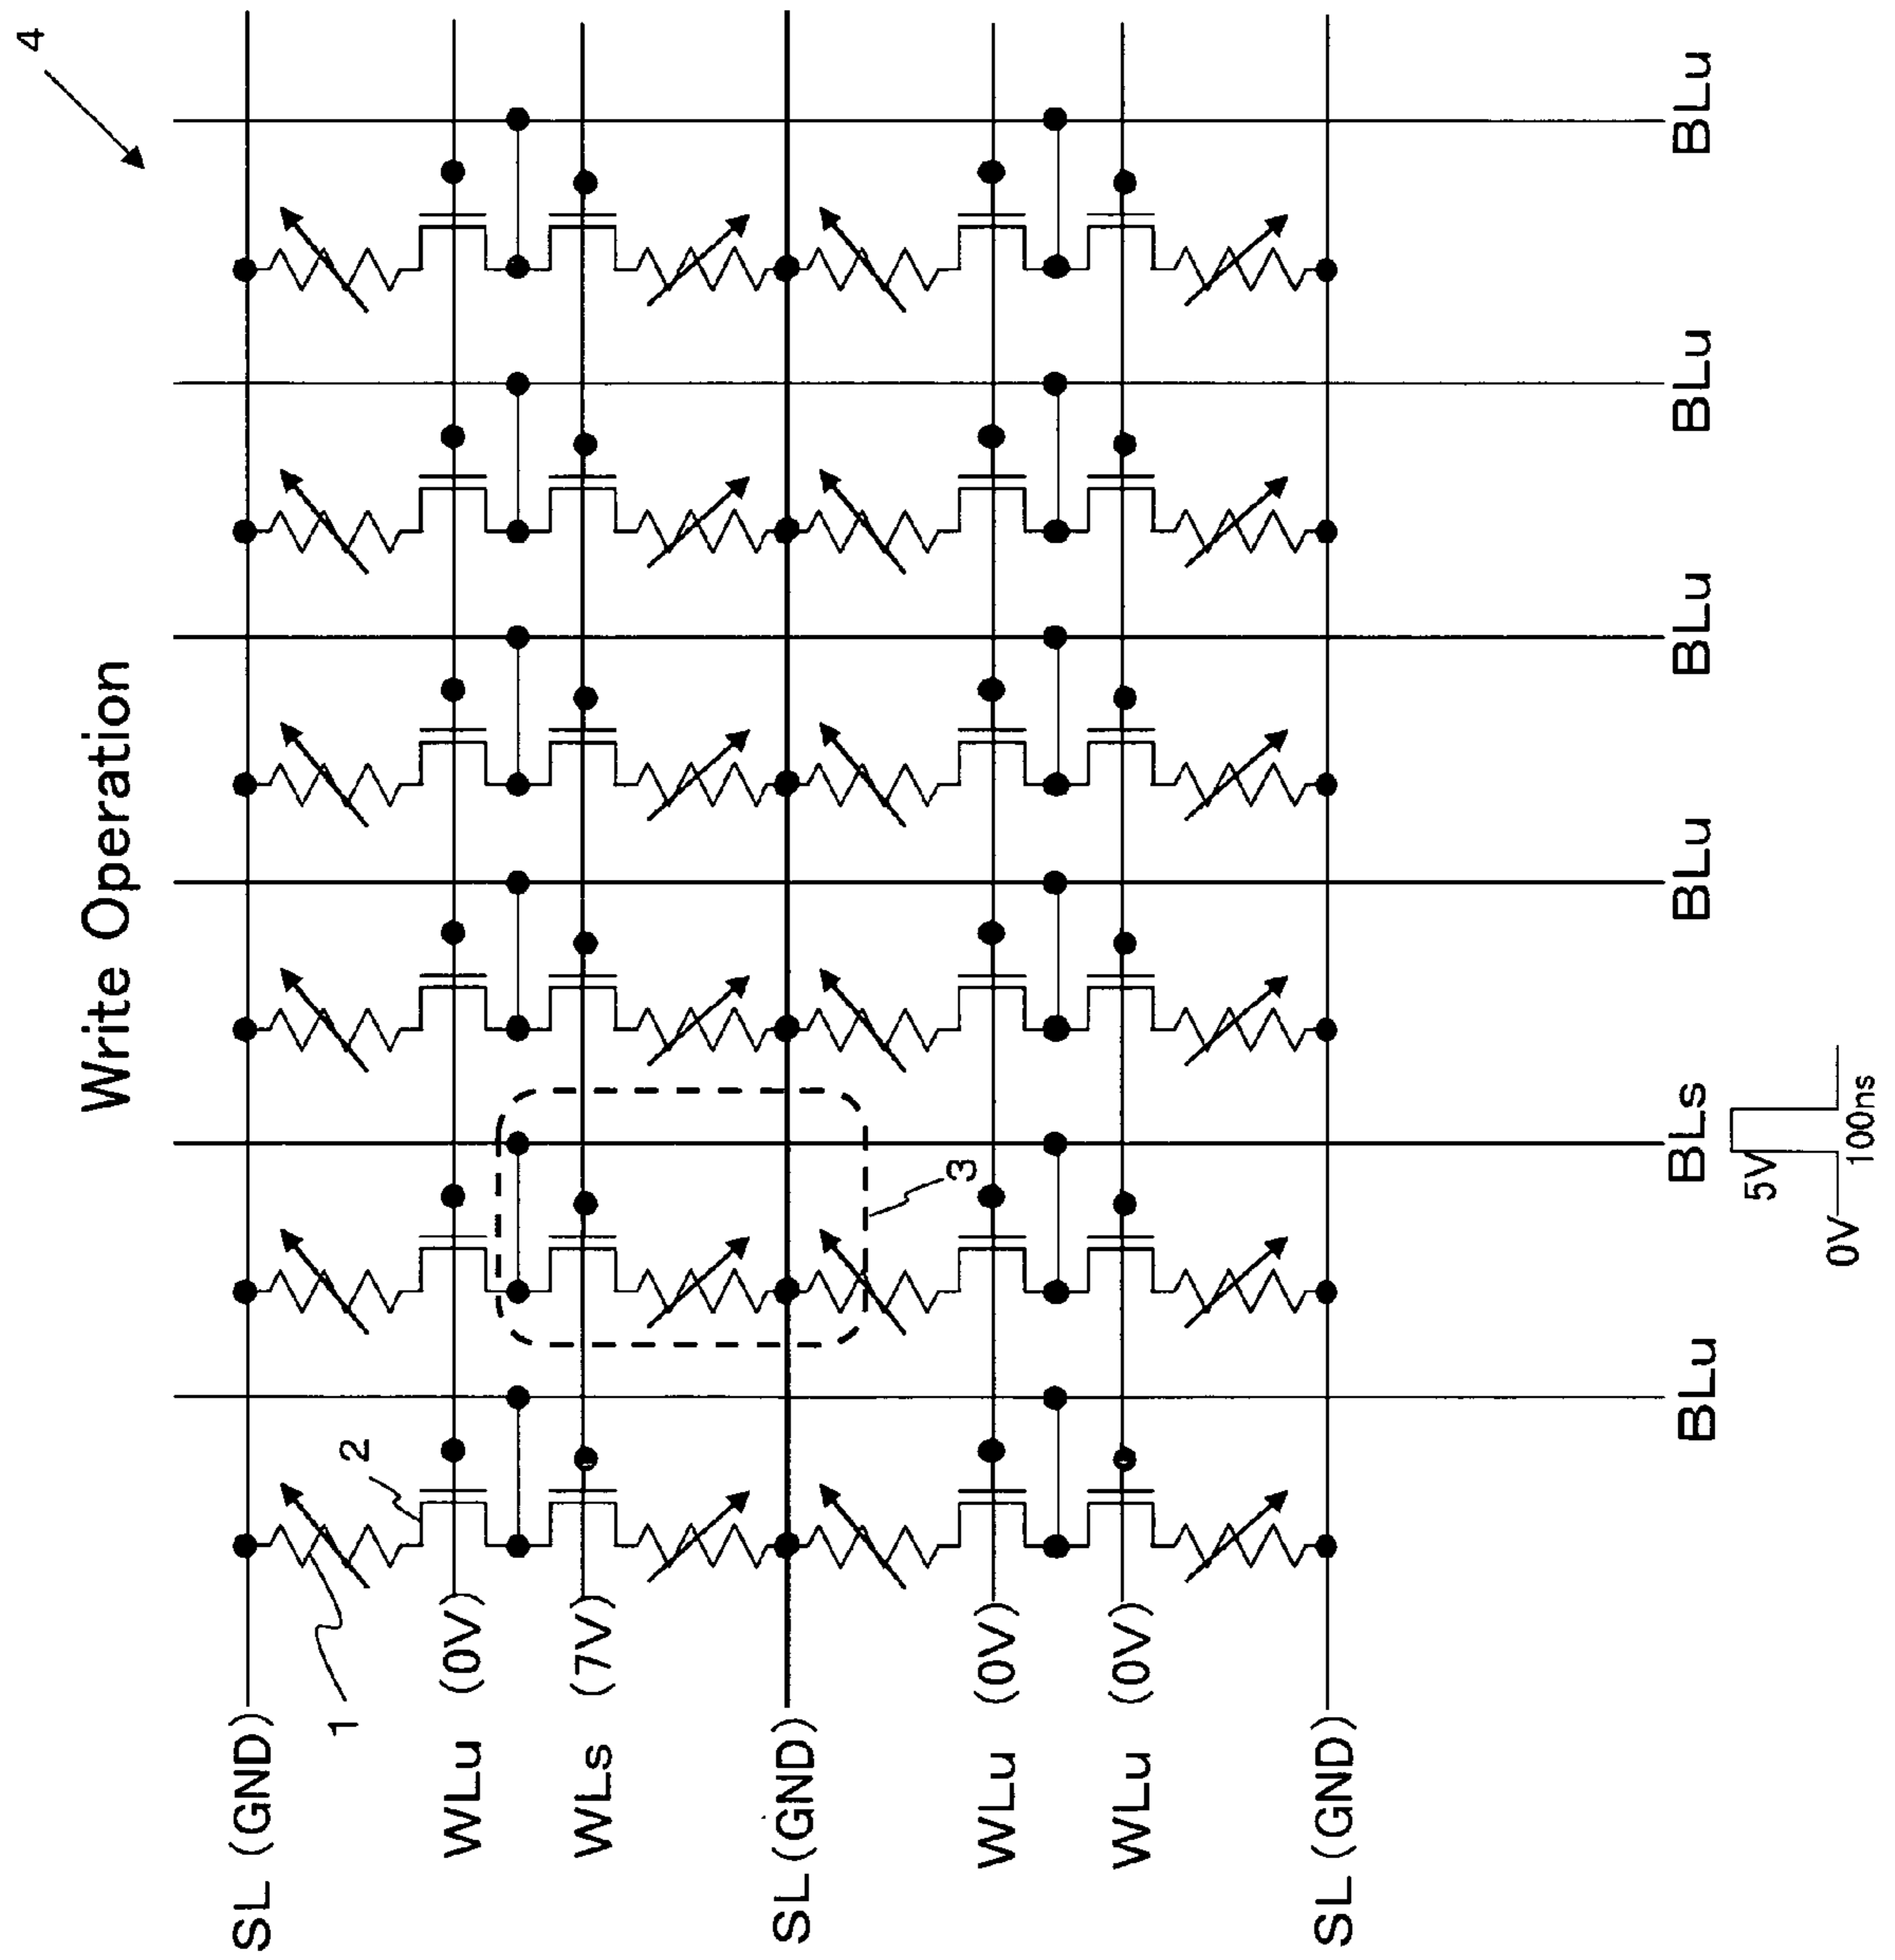 Write Operation
4
SL (GND)
1
2
WLu (0V)
WLs (7V)
SL (GND)
3
WLu (0V)
WLu (0V)
SL (GND)
BLu
BLs
BLu
BLu
BLu
BLu
5V
0V
100ns